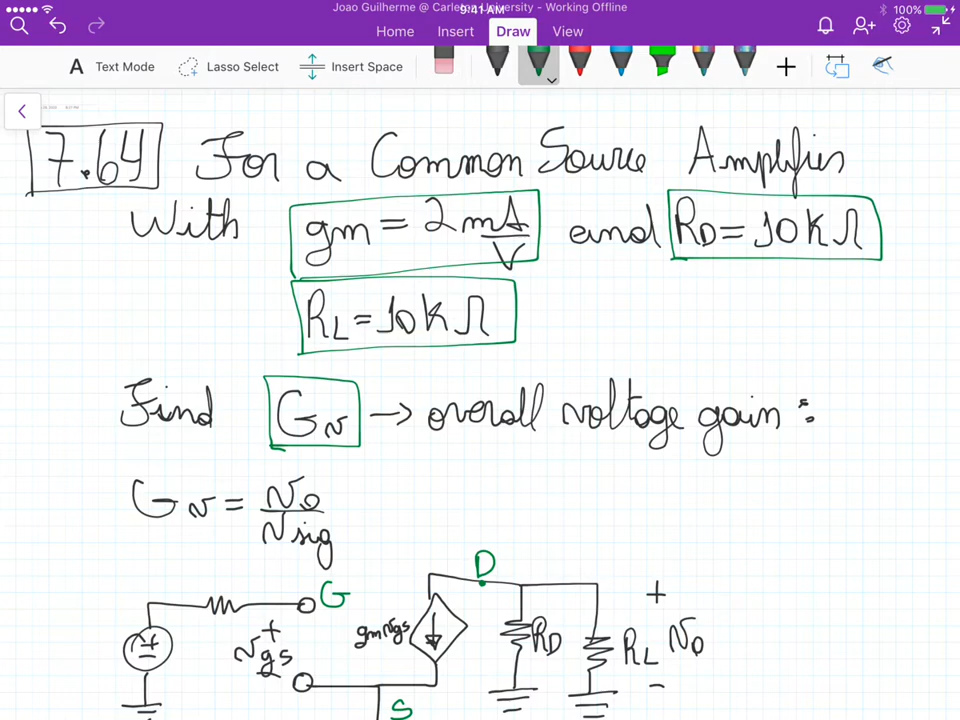 Joao Guilherme @ Carleton University - Working Offline
9:41 AM
100%
Home Insert Draw View
Text Mode Lasso Select Insert Space
7.64 For a Common Source Amplifier
With gm = 2 mA/V and RD = 10 KΩ
RL = 10 KΩ
Find Gv → overall voltage gain :
Gv = vo/vsig
D
G
+
gm vgs
+
vgs
-
RD
RL
+
vo
-
S